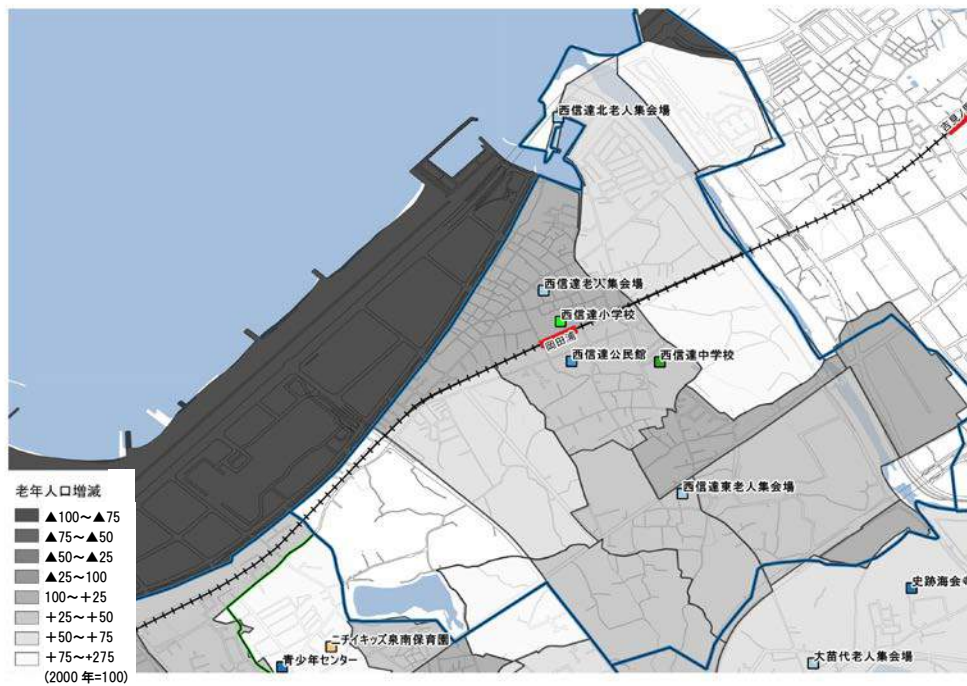 西信達北老人集会場
吉見ノ
西信達老人集会場
西信達小学校
岡田浦
西信達公民館
西信達中学校
西信達東老人集会場
史跡海会寺
ニチイキッズ泉南保育園
青少年センター
大苗代老人集会場
老年人口増減
▲100~▲75
▲75~▲50
▲50~▲25
▲25~100
100~+25
+25~+50
+50~+75
+75~+275
(2000 年=100)